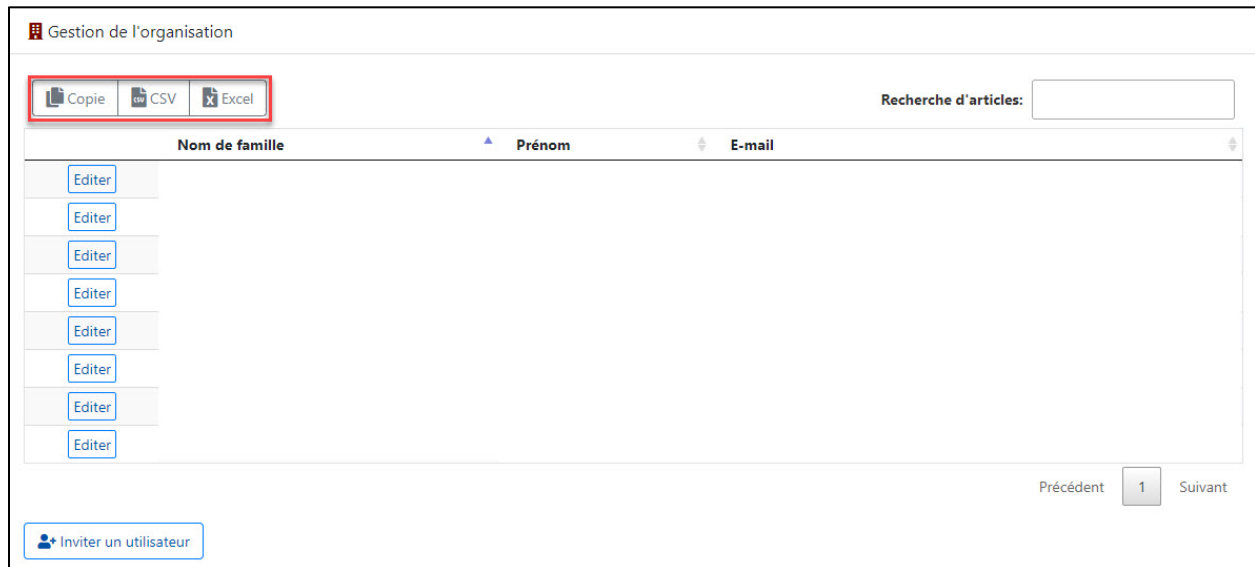 Gestion de l'organisation
Copie CSV Excel Recherche d'articles:
Nom de famille Prénom E-mail
Editer
Editer
Editer
Editer
Editer
Editer
Editer
Editer
Précédent 1 Suivant
Inviter un utilisateur